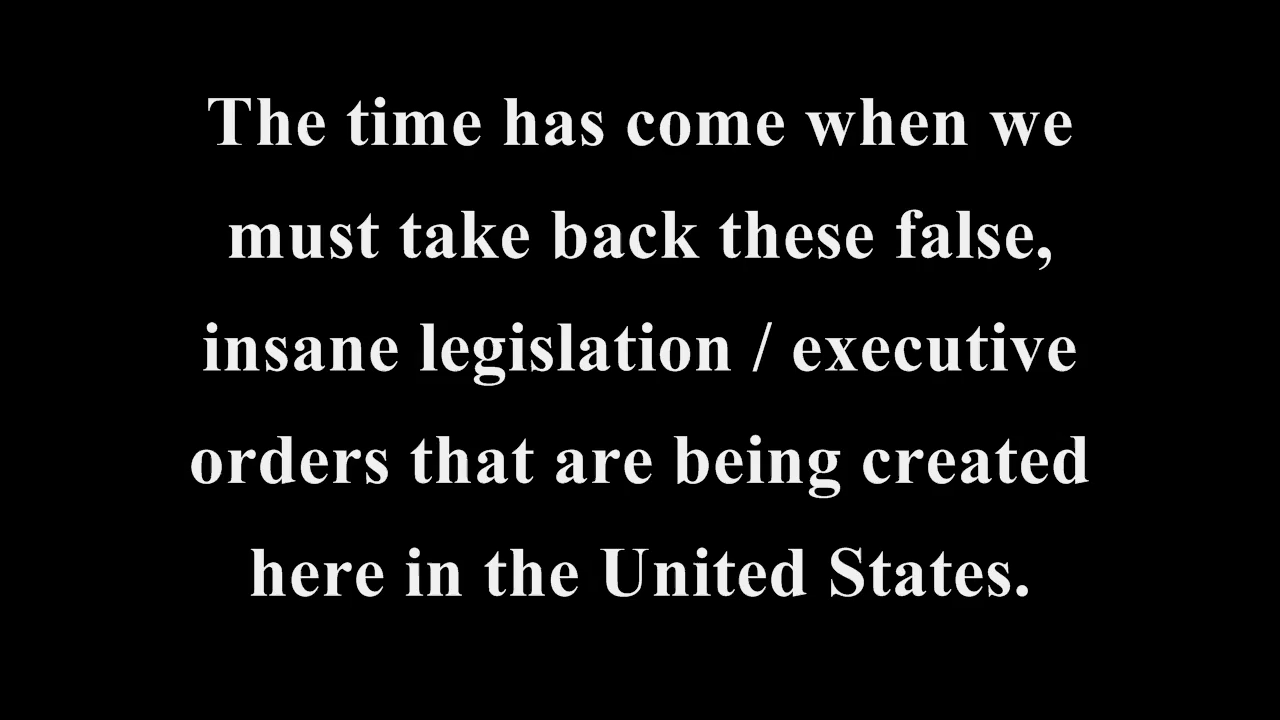 The time has come when we
must take back these false,
insane legislation / executive
orders that are being created
here in the United States.